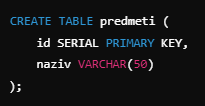 CREATE TABLE predmeti (
    id SERIAL PRIMARY KEY,
    naziv VARCHAR(50)
);